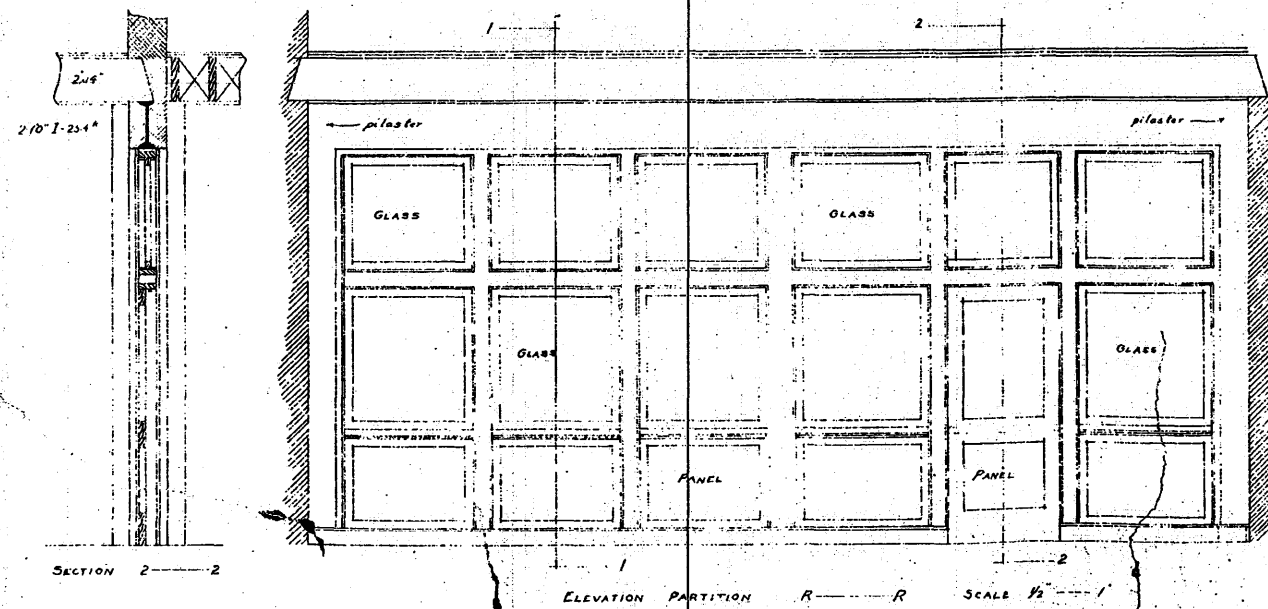 1
2
2x14"
2-10" I-25.4#
pilaster
pilaster
GLASS
GLASS
GLASS
GLASS
PANEL
PANEL
SECTION 2 2
1
2
ELEVATION PARTITION R R SCALE 1/2" 1'